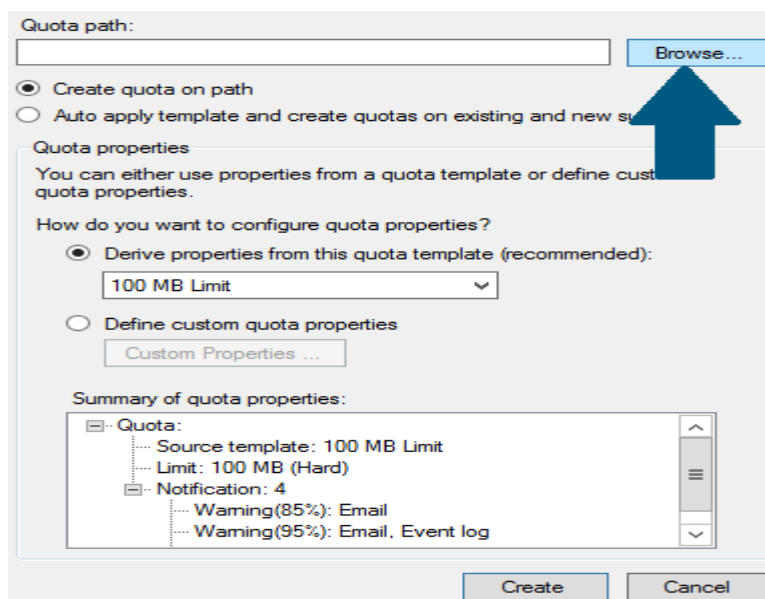 Quota path:
Browse...
Create quota on path
Auto apply template and create quotas on existing and new
Quota properties
You can either use properties from a quota template or define
quota properties.
How do you want to configure quota properties?
Derive properties from this quota template (recommended):
100 MB Limit
Define custom quota properties
Custom Properties ...
Summary of quota properties:
Quota:
Source template: 100 MB Limit
Limit: 100 MB (Hard)
Notification: 4
Warning(85%): Email
Warning(95%): Email, Event log
Create
Cancel